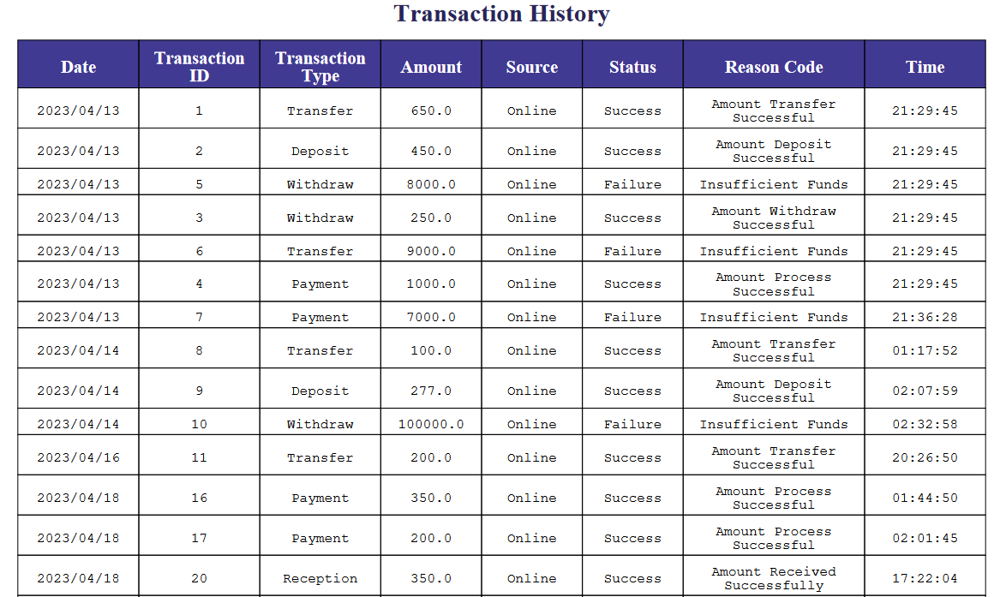 Transaction History
Date Transaction ID Transaction Type Amount Source Status Reason Code Time
2023/04/13 1 Transfer 650.0 Online Success Amount Transfer Successful 21:29:45
2023/04/13 2 Deposit 450.0 Online Success Amount Deposit Successful 21:29:45
2023/04/13 5 Withdraw 8000.0 Online Failure Insufficient Funds 21:29:45
2023/04/13 3 Withdraw 250.0 Online Success Amount Withdraw Successful 21:29:45
2023/04/13 6 Transfer 9000.0 Online Failure Insufficient Funds 21:29:45
2023/04/13 4 Payment 1000.0 Online Success Amount Process Successful 21:29:45
2023/04/13 7 Payment 7000.0 Online Failure Insufficient Funds 21:36:28
2023/04/14 8 Transfer 100.0 Online Success Amount Transfer Successful 01:17:52
2023/04/14 9 Deposit 277.0 Online Success Amount Deposit Successful 02:07:59
2023/04/14 10 Withdraw 100000.0 Online Failure Insufficient Funds 02:32:58
2023/04/16 11 Transfer 200.0 Online Success Amount Transfer Successful 20:26:50
2023/04/18 16 Payment 350.0 Online Success Amount Process Successful 01:44:50
2023/04/18 17 Payment 200.0 Online Success Amount Process Successful 02:01:45
2023/04/18 20 Reception 350.0 Online Success Amount Received Successfully 17:22:04